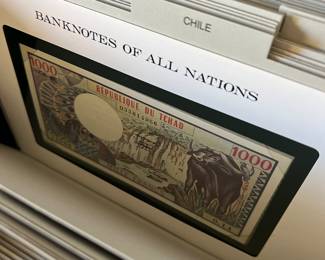 CHILE
BANKNOTES OF ALL NATIONS
1000
REPUBLIQUE DU TCHAD
1000